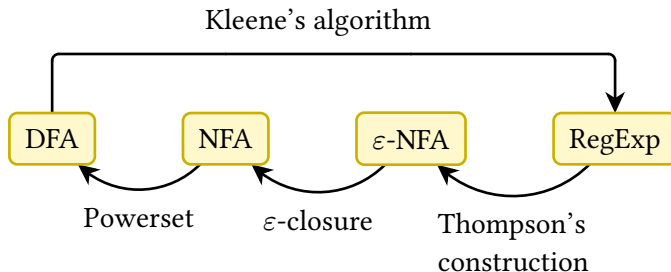 Kleene's algorithm
DFA
NFA
ε-NFA
RegExp
Powerset
ε-closure
Thompson's
construction